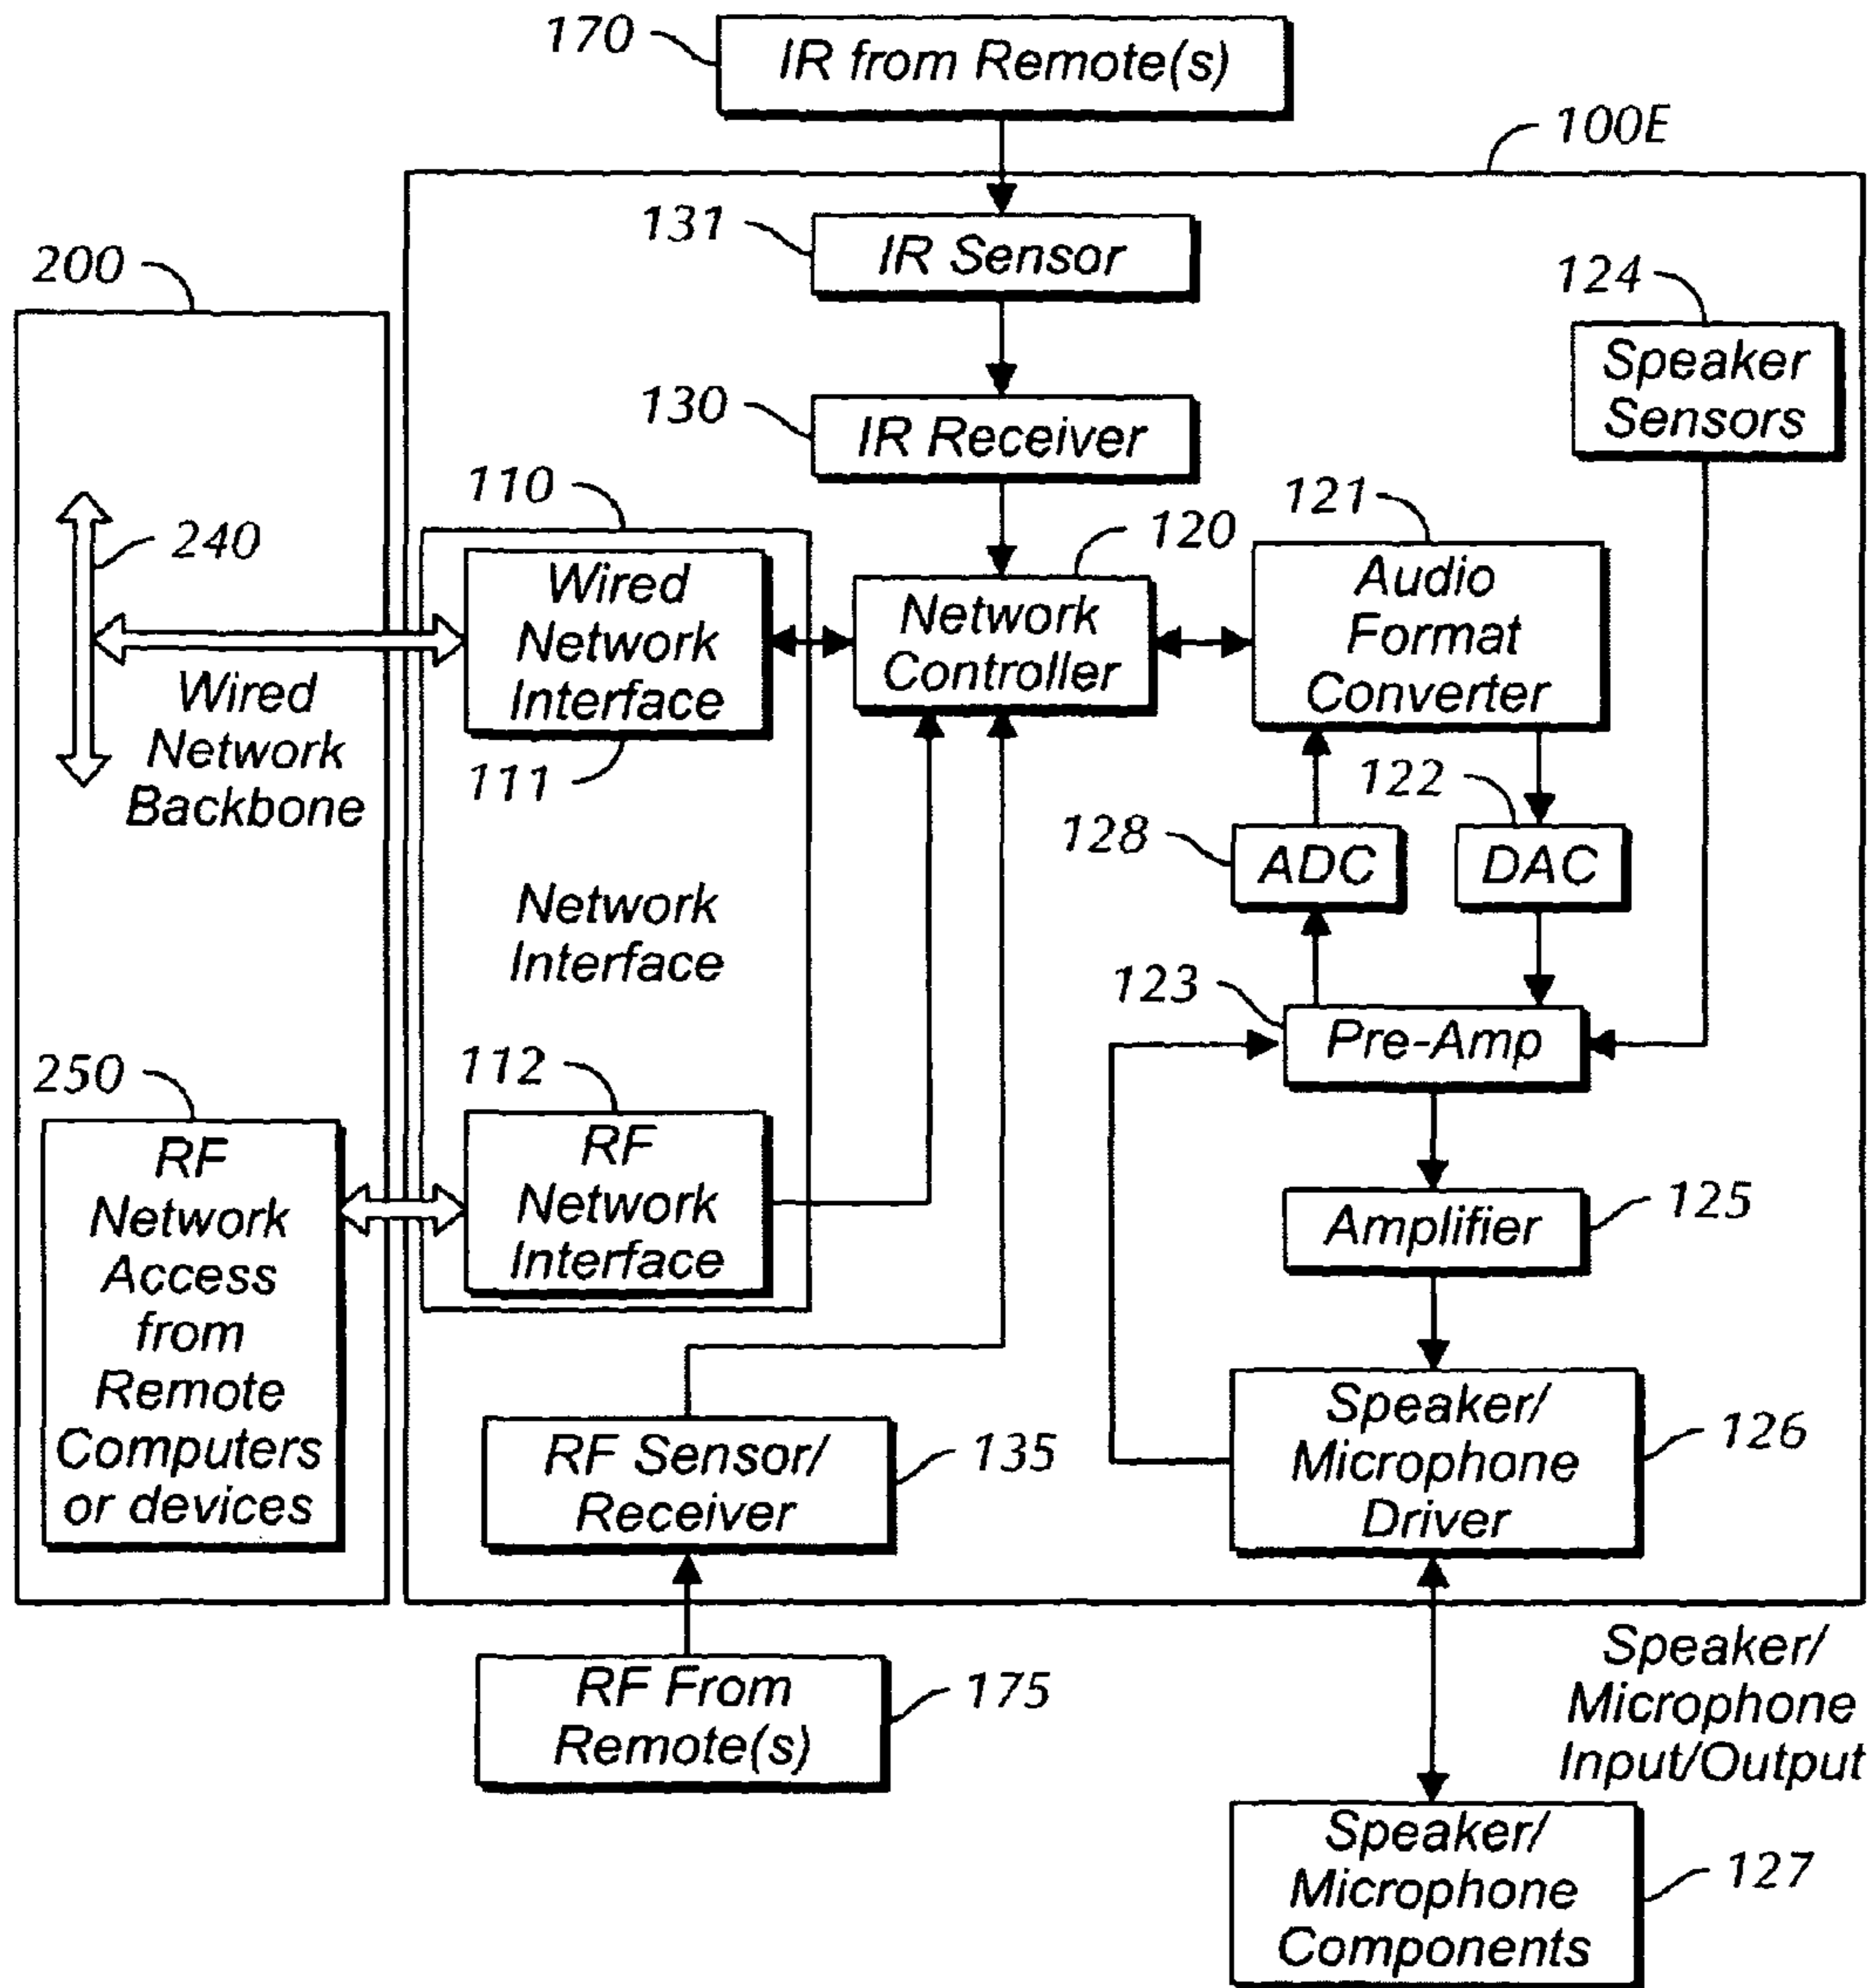 170
IR from Remote(s)
100E
131
IR Sensor
200
124
Speaker
Sensors
130
IR Receiver
110
121
120
240
Wired
Network
Interface
Network
Controller
Audio
Format
Converter
Wired
Network
Backbone
111
122
128
ADC
DAC
Network
Interface
123
Pre-Amp
250
112
RF
Network
Access
from
Remote
Computers
or devices
RF
Network
Interface
Amplifier
125
Speaker/
Microphone
Driver
126
RF Sensor/
Receiver
135
RF From
Remote(s)
175
Speaker/
Microphone
Input/Output
Speaker/
Microphone
Components
127